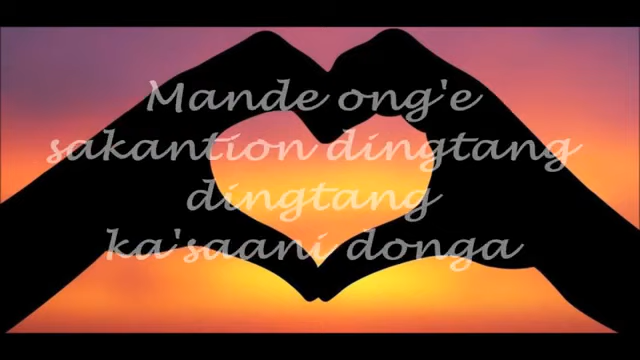 Mande ong'e
sakantion dingtang
dingtang
ka'saani donga